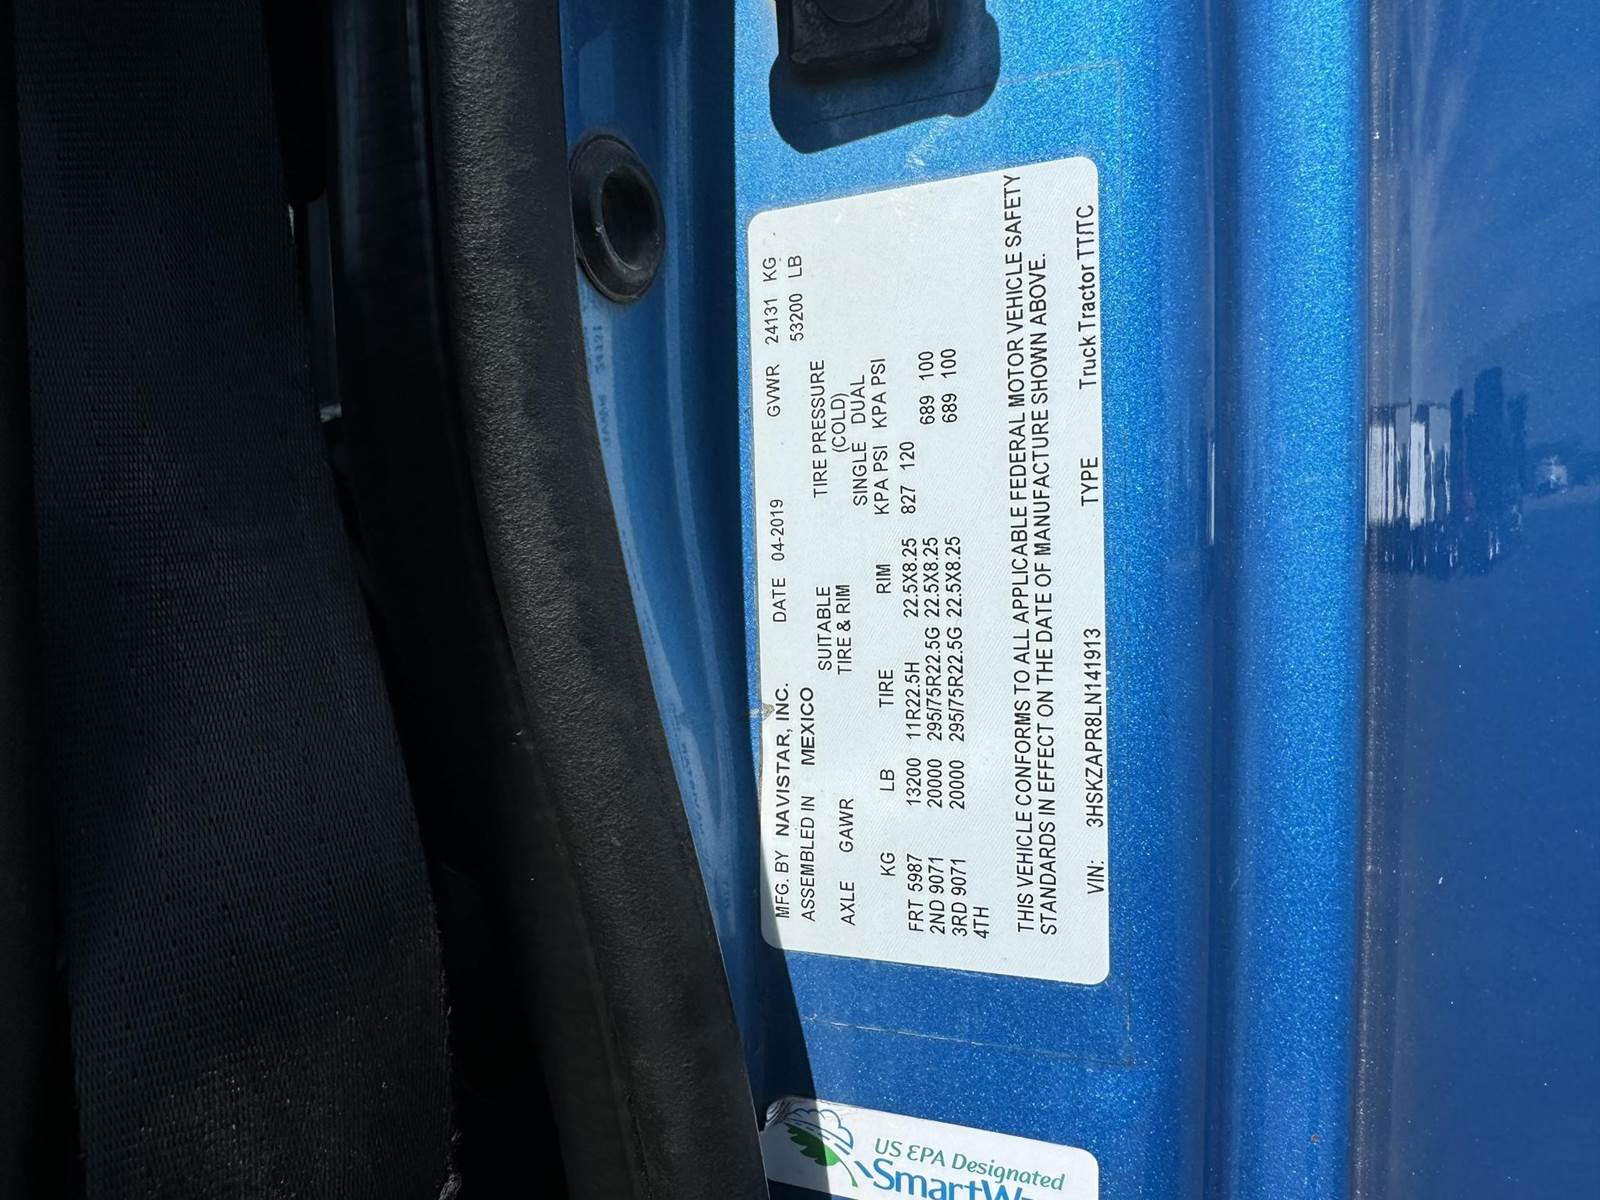 MFG. BY NAVISTAR, INC. DATE 04-2019 GVWR 24131 KG
ASSEMBLED IN MEXICO 53200 LB
SUITABLE TIRE PRESSURE
AXLE GAWR TIRE & RIM (COLD)
SINGLE DUAL
KG LB TIRE RIM KPA PSI KPA PSI
FRT 5987 13200 11R22.5H 22.5X8.25 827 120
2ND 9071 20000 295/75R22.5G 22.5X8.25 689 100
3RD 9071 20000 295/75R22.5G 22.5X8.25 689 100
4TH
THIS VEHICLE CONFORMS TO ALL APPLICABLE FEDERAL MOTOR VEHICLE SAFETY
STANDARDS IN EFFECT ON THE DATE OF MANUFACTURE SHOWN ABOVE.
VIN: 3HSKZAPR8LN141913 TYPE Truck Tractor TT/TC
US EPA Designated
SmartW